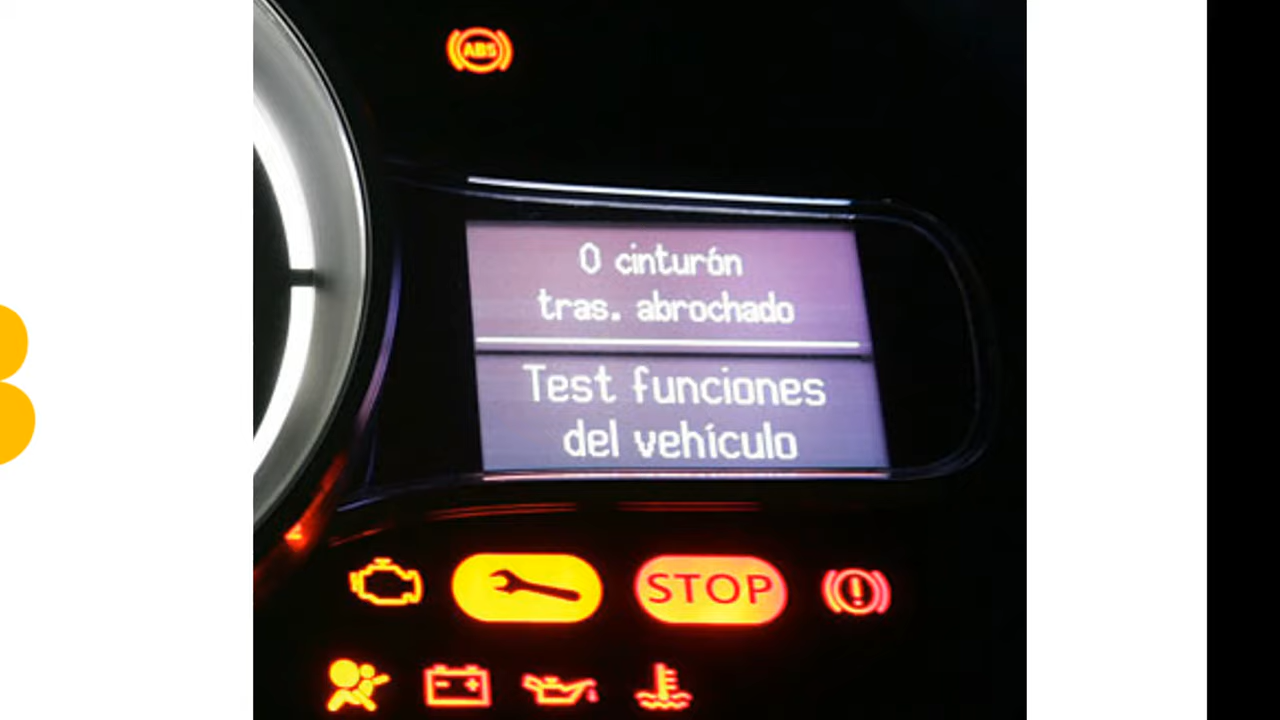 ABS
0 cinturón
tras. abrochado
Test funciones
del vehículo
STOP